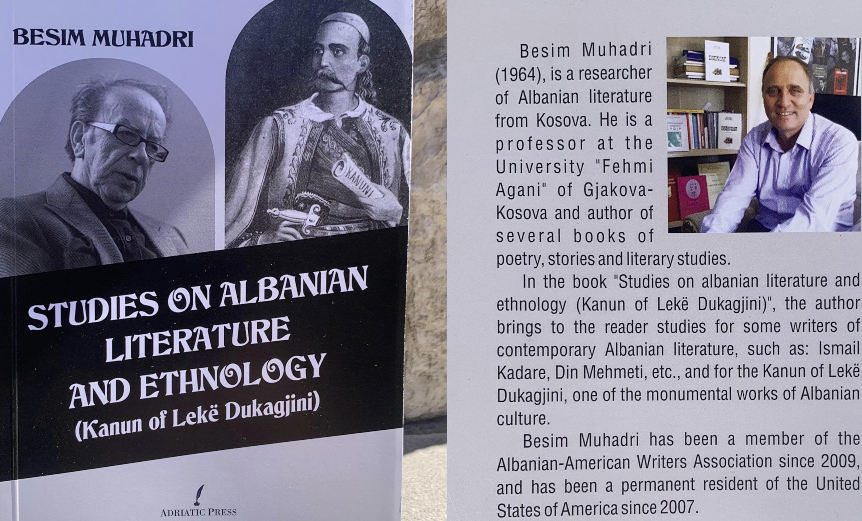 BESIM MUHADRI
KANUNI
STUDIES ON ALBANIAN
LITERATURE
AND ETHNOLOGY
(Kanun of Lekë Dukagjini)
ADRIATIC PRESS
Besim Muhadri
(1964), is a researcher
of Albanian literature
from Kosova. He is a
professor at the
University "Fehmi
Agani" of Gjakova-
Kosova and author of
several books of
poetry, stories and literary studies.
In the book "Studies on albanian literature and
ethnology (Kanun of Lekë Dukagjini)", the author
brings to the reader studies for some writers of
contemporary Albanian literature, such as: Ismail
Kadare, Din Mehmeti, etc., and for the Kanun of Lekë
Dukagjini, one of the monumental works of Albanian
culture.
Besim Muhadri has been a member of the
Albanian-American Writers Association since 2009,
and has been a permanent resident of the United
States of America since 2007.